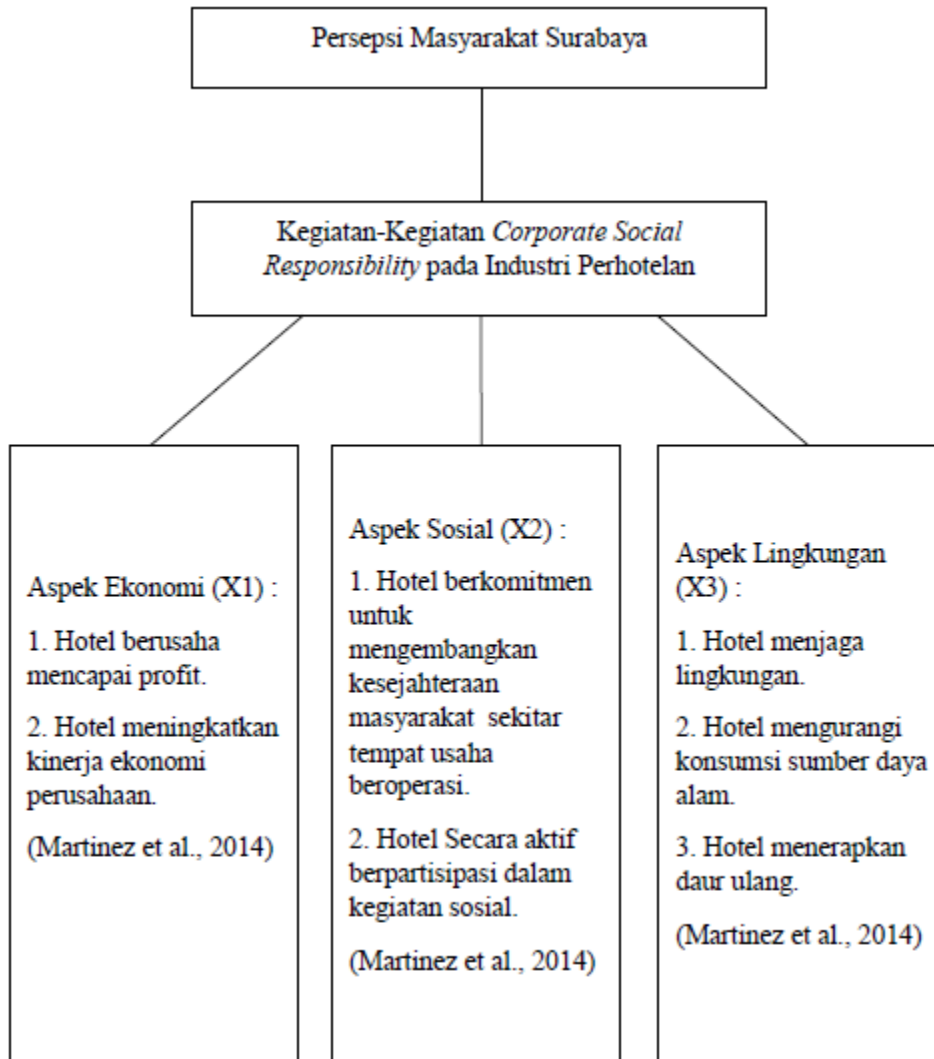 Persepsi Masyarakat Surabaya
Kegiatan-Kegiatan Corporate Social
Responsibility pada Industri Perhotelan
Aspek Ekonomi (X1) :
1. Hotel berusaha
mencapai profit.
2. Hotel meningkatkan
kinerja ekonomi
perusahaan.
(Martinez et al., 2014)
Aspek Sosial (X2) :
1. Hotel berkomitmen
untuk
mengembangkan
kesejahteraan
masyarakat sekitar
tempat usaha
beroperasi.
2. Hotel Secara aktif
berpartisipasi dalam
kegiatan sosial.
(Martinez et al., 2014)
Aspek Lingkungan
(X3) :
1. Hotel menjaga
lingkungan.
2. Hotel mengurangi
konsumsi sumber daya
alam.
3. Hotel menerapkan
daur ulang.
(Martinez et al., 2014)